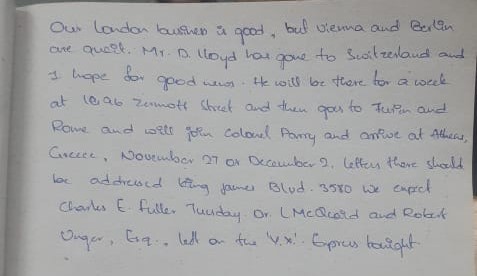 Our London business is good, but Vienna and Berlin
are quiet. Mr. D. Lloyd has gone to Switzerland and
I hope for good news. He will be there for a week
at 1496 Zermott Street and then goes to Turin and
Rome and will join Colonel Parry and arrive at Athens,
Greece, November 27 or December 2. Letters there should
be addressed King James Blvd. 3580 We expect
Charles E. Fuller Tuesday Dr. L McQuaid and Robert
Unger, Esq., left on the 'V.X.' Express tonight.